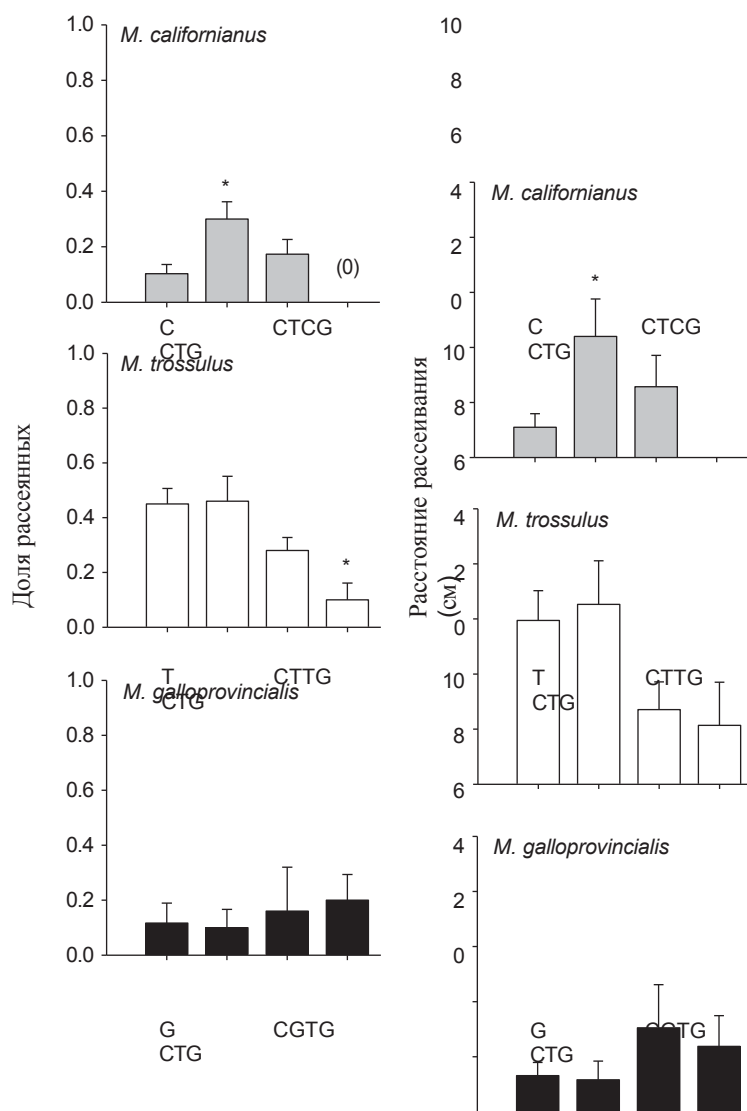 1.0
M. californianus
0.8
0.6
0.4
*
0.2
(0)
0.0
C
CTCG
CTG
1.0
M. trossulus
0.8
0.6
0.4
*
0.2
0.0
T
CTTG
CTG
1.0
M. galloprovincialis
0.8
0.6
0.4
0.2
0.0
G
CGTG
CTG
Доля рассеянных
10
8
6
4
M. californianus
2
*
0
C
CTCG
CTG
10
8
6
4
M. trossulus
2
0
T
CTTG
CTG
10
8
6
4
M. galloprovincialis
2
0
G
CGTG
CTG
Расстояние рассеивания
(см)